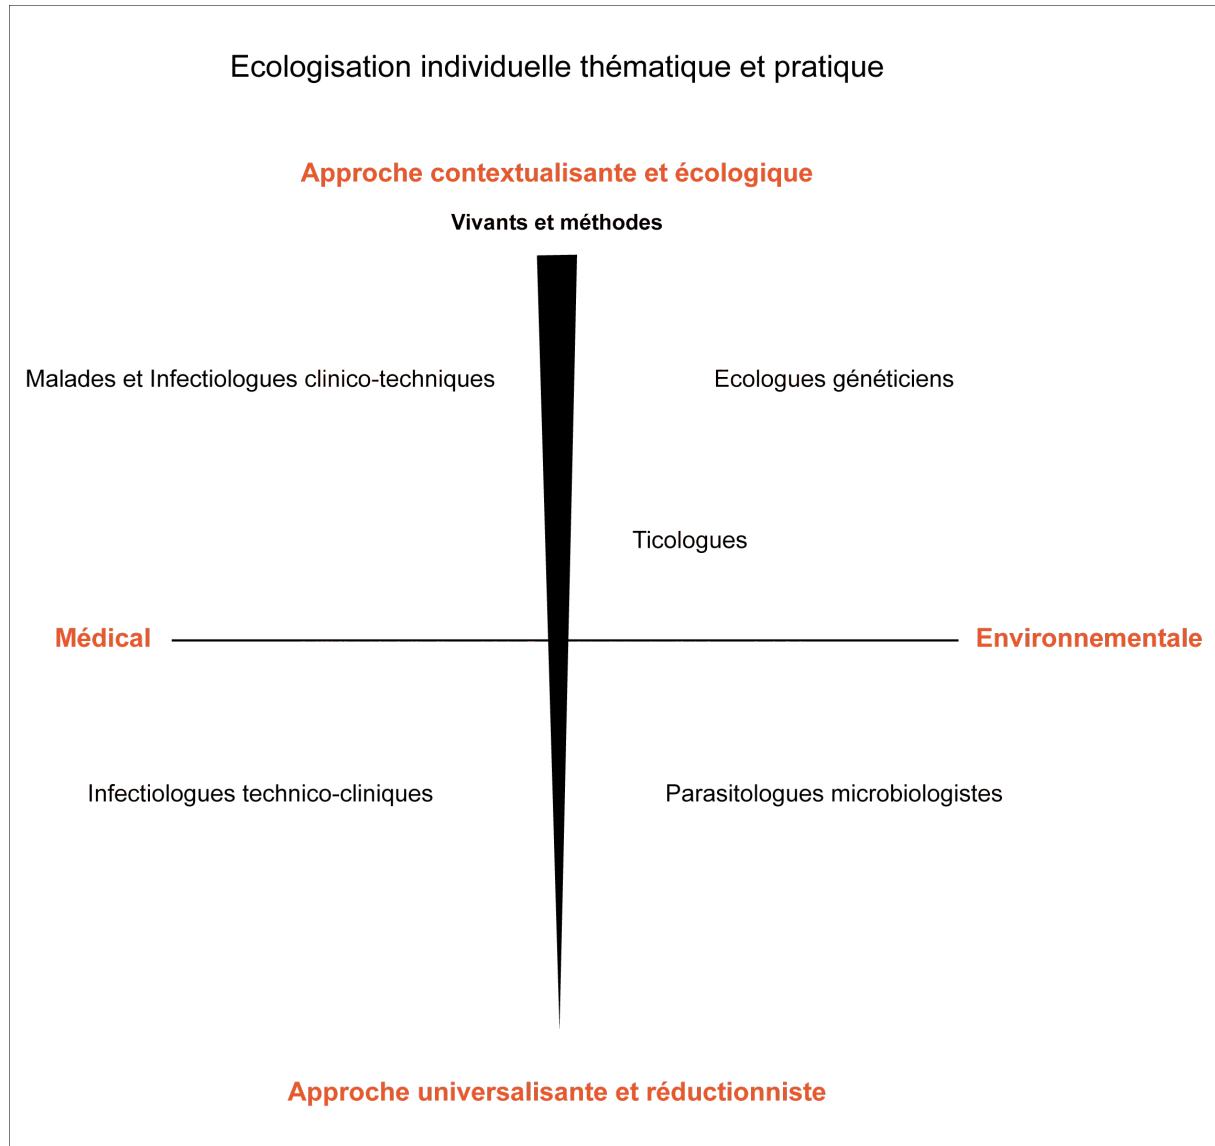 Ecologisation individuelle thématique et pratique
Approche contextualisante et écologique
Vivants et méthodes
Malades et Infectiologues clinico-techniques
Ecologues généticiens
Ticologues
Médical
Environnementale
Infectiologues technico-cliniques
Parasitologues microbiologistes
Approche universalisante et réductionniste